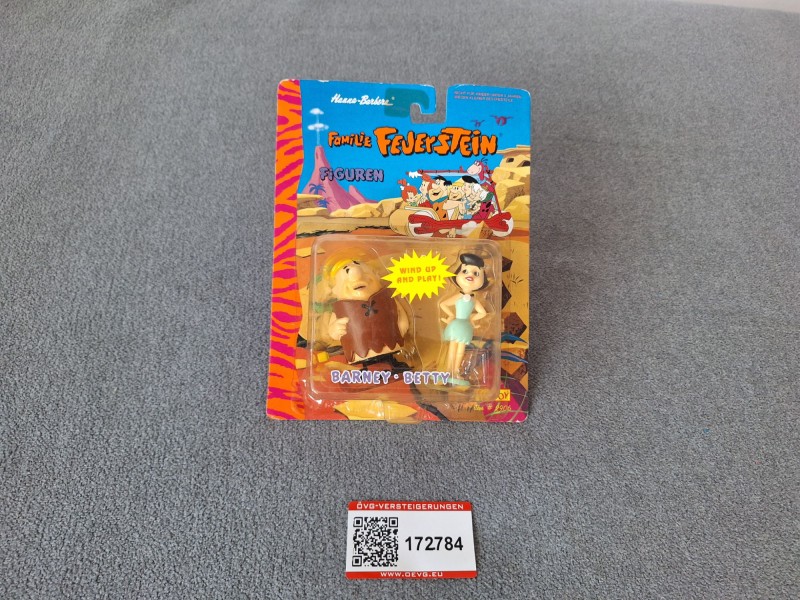 Hanna-Barbera
FAMILIE FEUERSTEIN
FIGUREN
WIND UP
AND PLAY!
BARNEY • BETTY
ÖVG-VERSTEIGERUNGEN
172784
WWW.OEVG.EU